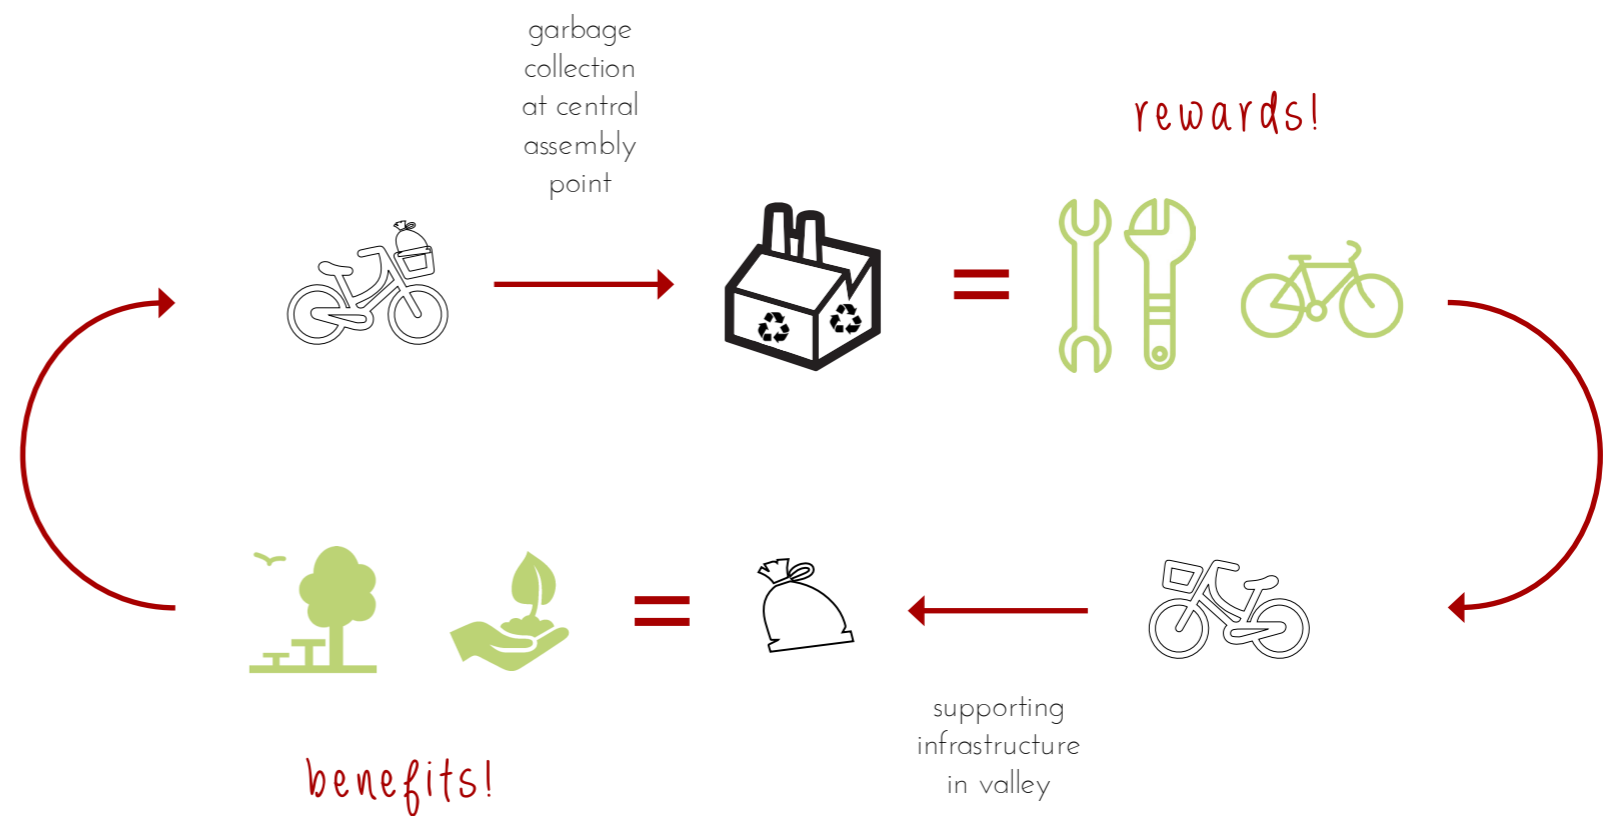 garbage
collection
at central
assembly
point
rewards!
supporting
infrastructure
in valley
benefits!